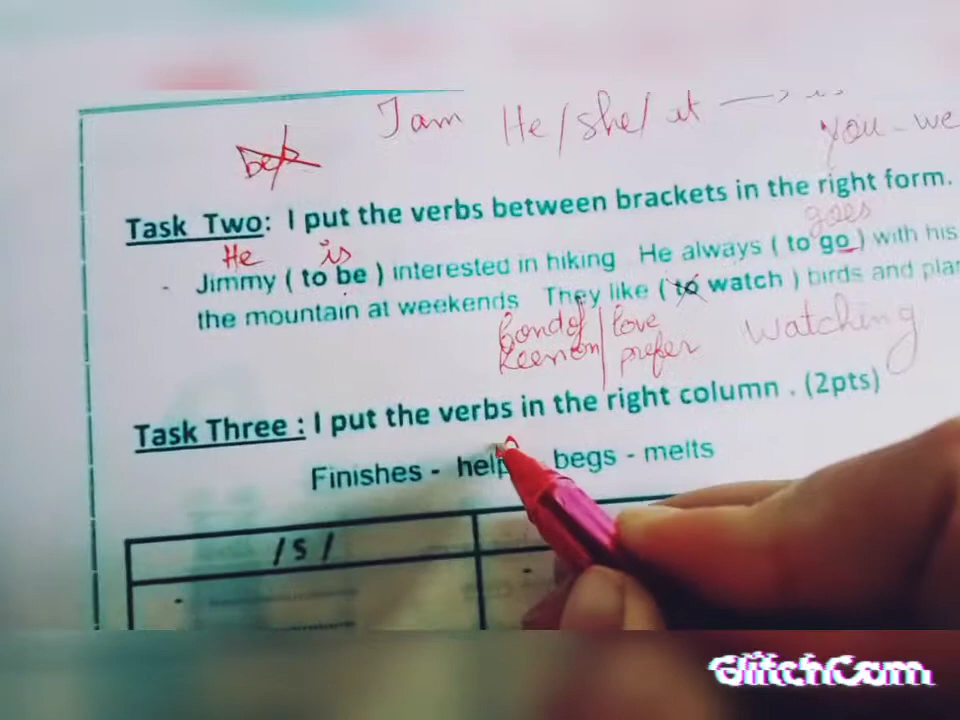 I am He/she/it → is
you - we
Task Two: I put the verbs between brackets in the right form.
He is goes
- Jimmy ( to be ) interested in hiking He always ( to go ) with his
the mountain at weekends They like ( to watch ) birds and plan
fond of / love watching
keen on / prefer
Task Three : I put the verbs in the right column . (2pts)
Finishes - help begs - melts
/ s /
GlitchCam